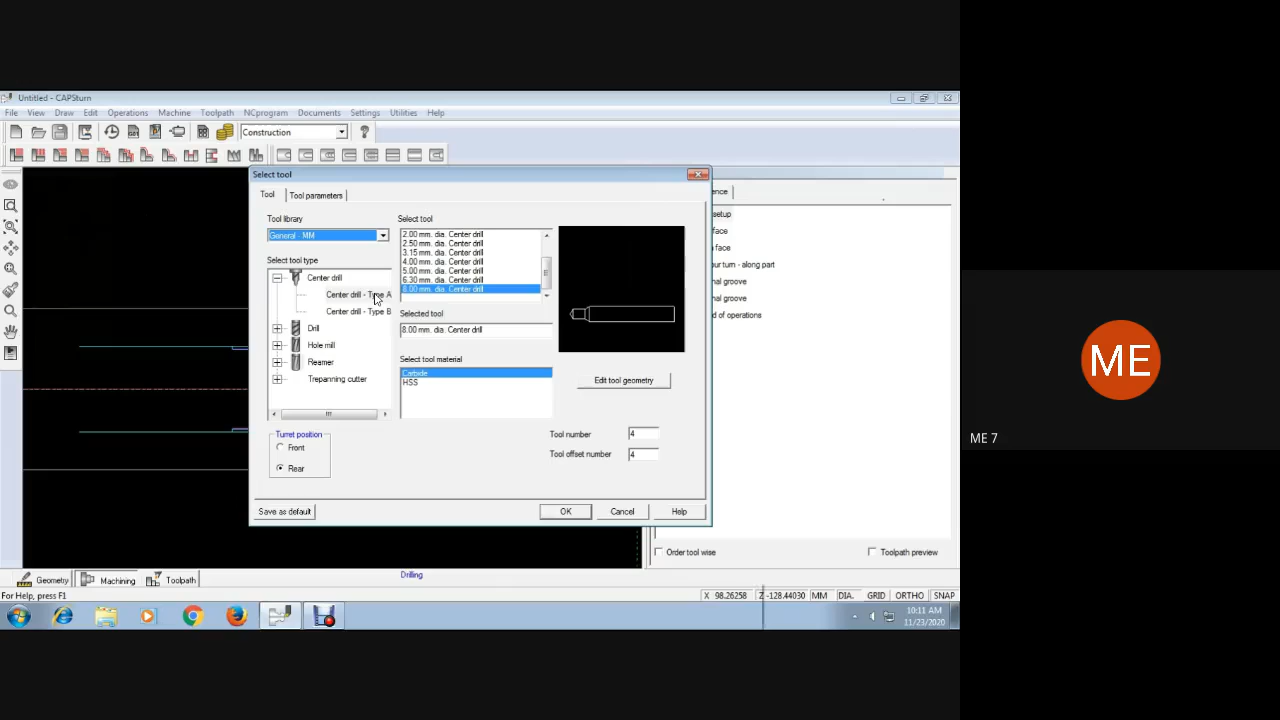 Untitled - CAPSturn
File View Draw Edit Operations Machine Toolpath NCprogram Documents Settings Utilities Help
Construction
Select tool
Tool
Tool parameters
Tool library
General - MM
Select tool type
Center drill
Center drill - Type A
Center drill - Type B
Drill
Hole mill
Reamer
Trepanning cutter
Select tool
2.00 mm. dia. Center drill
2.50 mm. dia. Center drill
3.15 mm. dia. Center drill
4.00 mm. dia. Center drill
5.00 mm. dia. Center drill
6.30 mm. dia. Center drill
8.00 mm. dia. Center drill
Selected tool
8.00 mm. dia. Center drill
Select tool material
Carbide
HSS
Edit tool geometry
Turret position
Front
Rear
Tool number 4
Tool offset number 4
Save as default
OK
Cancel
Help
ence
setup
face
face
our turn - along part
nal groove
nal groove
d of operations
Order tool wise
Toolpath preview
Geometry
Machining
Toolpath
Drilling
For Help, press F1
X 98.26258 Z -128.44030 MM DIA. GRID ORTHO SNAP
10:11 AM
11/23/2020
ME
ME 7